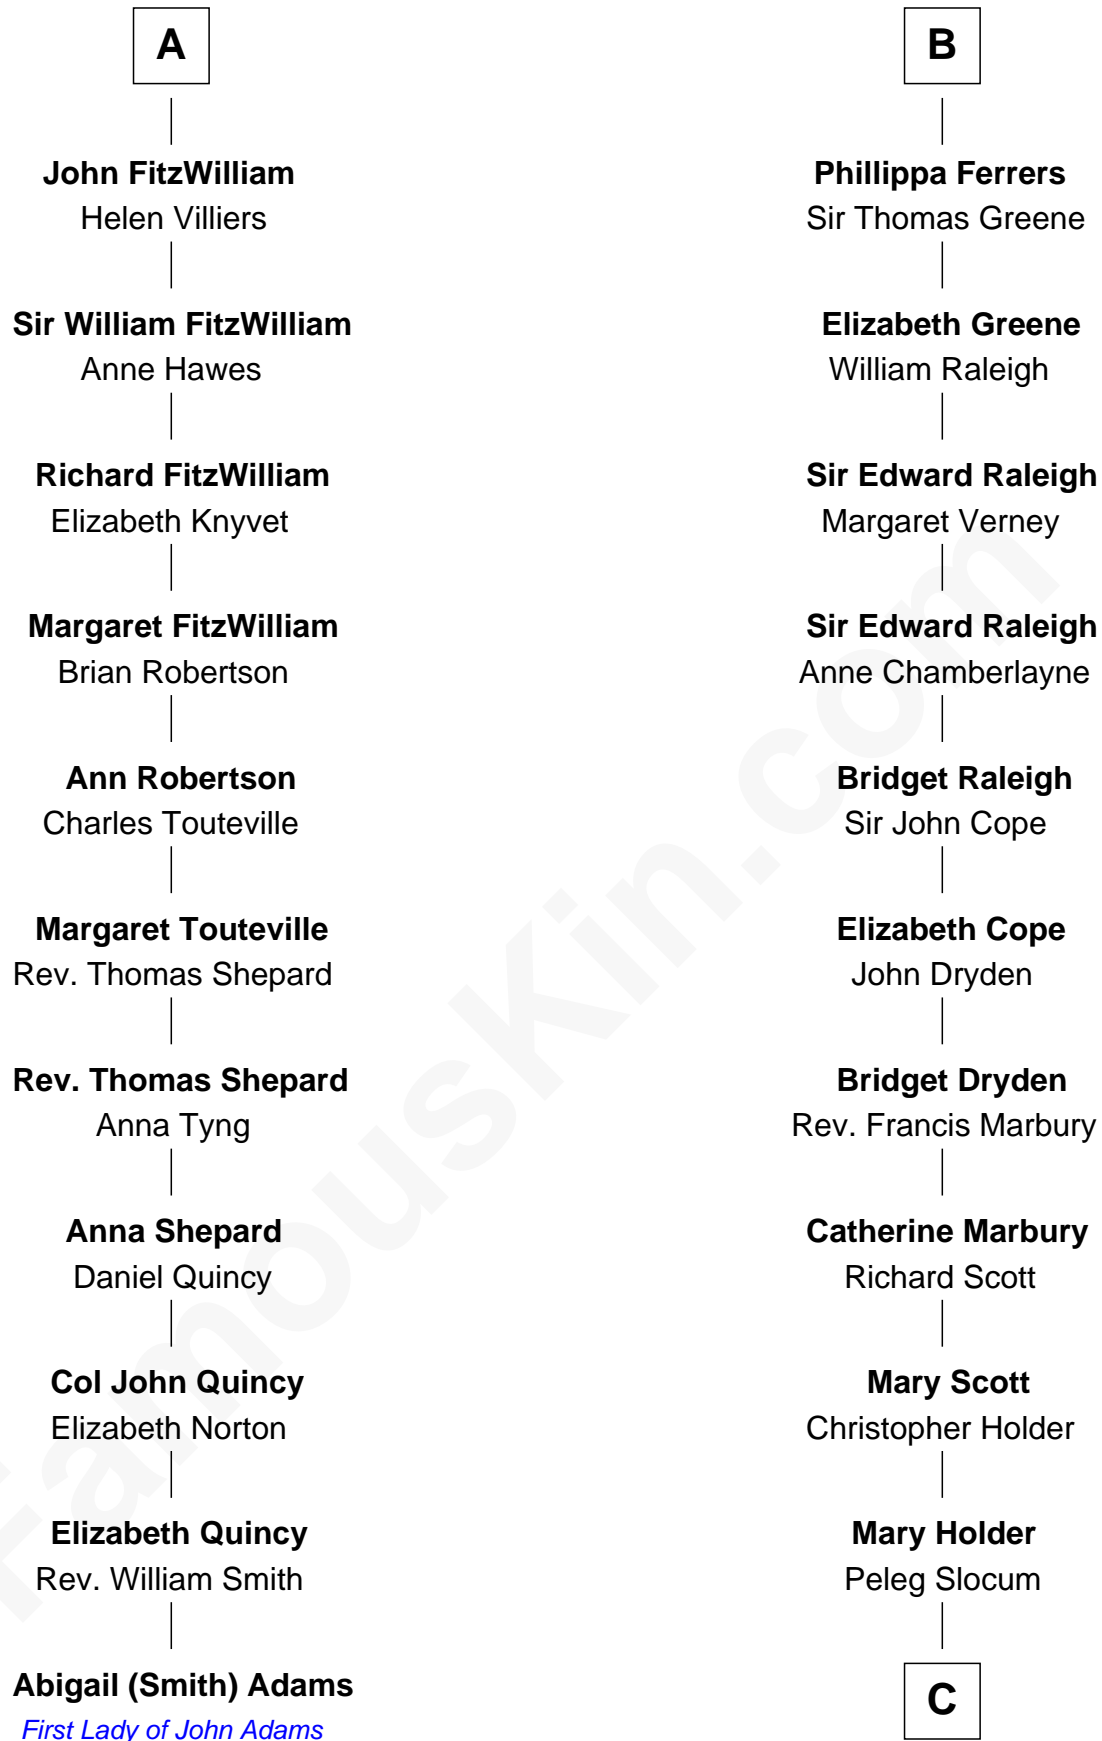 A
John FitzWilliam
Helen Villiers
Sir William FitzWilliam
Anne Hawes
Richard FitzWilliam
Elizabeth Knyvet
Margaret FitzWilliam
Brian Robertson
Ann Robertson
Charles Touteville
Margaret Touteville
Rev. Thomas Shepard
Rev. Thomas Shepard
Anna Tyng
Anna Shepard
Daniel Quincy
Col John Quincy
Elizabeth Norton
Elizabeth Quincy
Rev. William Smith
Abigail (Smith) Adams
First Lady of John Adams
B
Phillippa Ferrers
Sir Thomas Greene
Elizabeth Greene
William Raleigh
Sir Edward Raleigh
Margaret Verney
Sir Edward Raleigh
Anne Chamberlayne
Bridget Raleigh
Sir John Cope
Elizabeth Cope
John Dryden
Bridget Dryden
Rev. Francis Marbury
Catherine Marbury
Richard Scott
Mary Scott
Christopher Holder
Mary Holder
Peleg Slocum
C
FamousKin.com